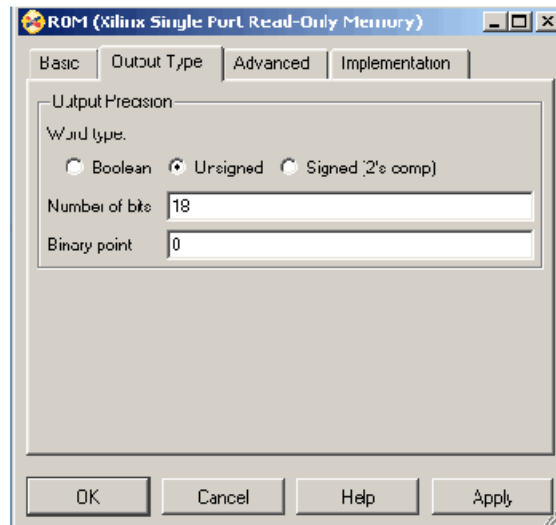 ROM (Xilinx Single Port Read-Only Memory)
Basic Output Type Advanced Implementation
Output Precision
Word type:
Boolean Unsigned Signed (2's comp)
Number of bits 18
Binary point 0
OK Cancel Help Apply